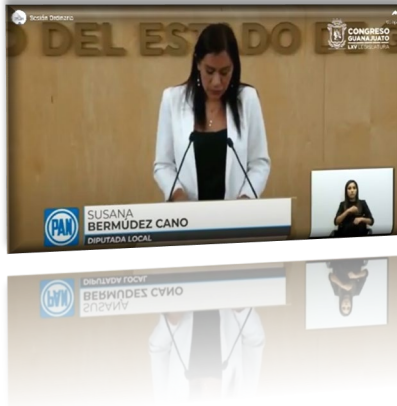 Sesión Ordinaria
O DEL ESTADO DE
CONGRESO
GUANAJUATO
LXV LEGISLATURA
PAN
SUSANA
BERMÚDEZ CANO
DIPUTADA LOCAL